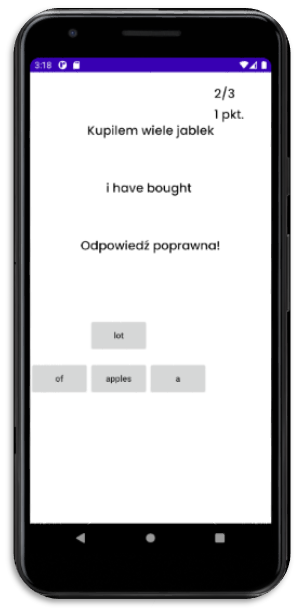 3:18
2/3
1 pkt.
Kupilem wiele jablek
i have bought
Odpowiedź poprawna!
lot
of apples a